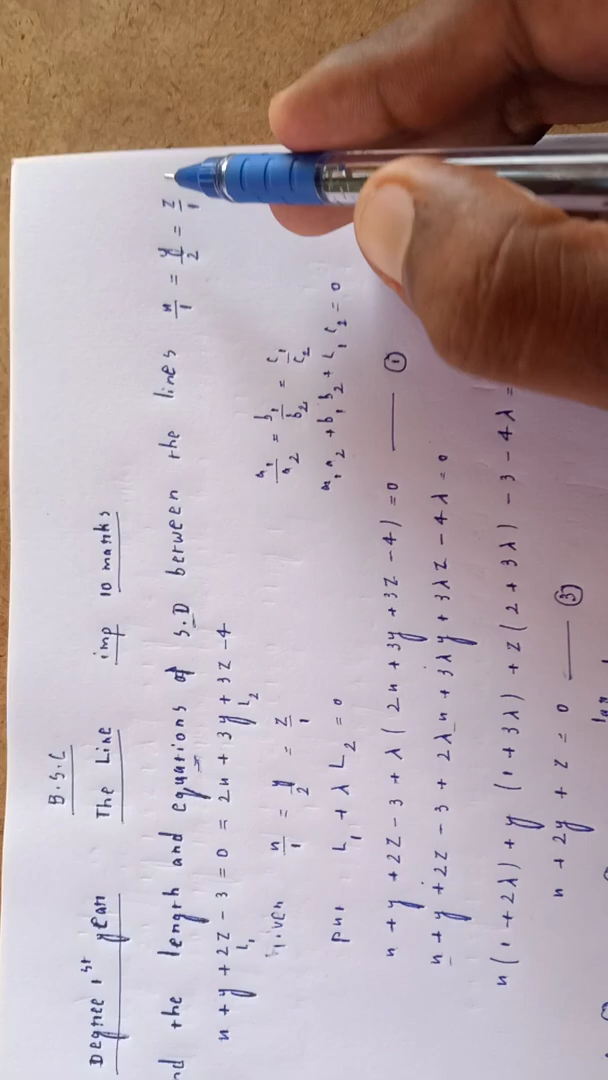 B.S.C
Degree 1st year The Line imp 10 marks
nd the length and equations of S.D between the lines x/1 = y/2 = z/1
x + y + 2z - 3 = 0 = 2x + 3y + 3z - 4
L1 L2
Given x/1 = y/2 = z/1
a1/a2 = b1/b2 = c1/c2
put L1 + λ L2 = 0
a1a2 + b1b2 + c1c2 = 0
x + y + 2z - 3 + λ(2x + 3y + 3z - 4) = 0 —— ①
x + y + 2z - 3 + 2λx + 3λy + 3λz - 4λ = 0
x(1 + 2λ) + y(1 + 3λ) + z(2 + 3λ) - 3 - 4λ =
x + 2y + z = 0 —— ③